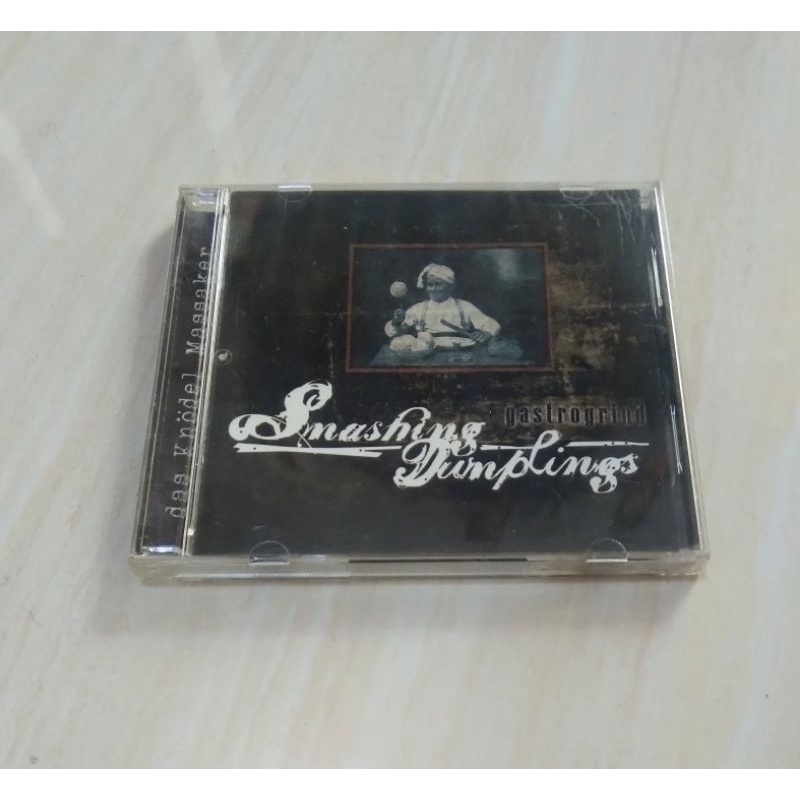 das Knödel Massaker
gastrogrind
Smashing
Dumplings